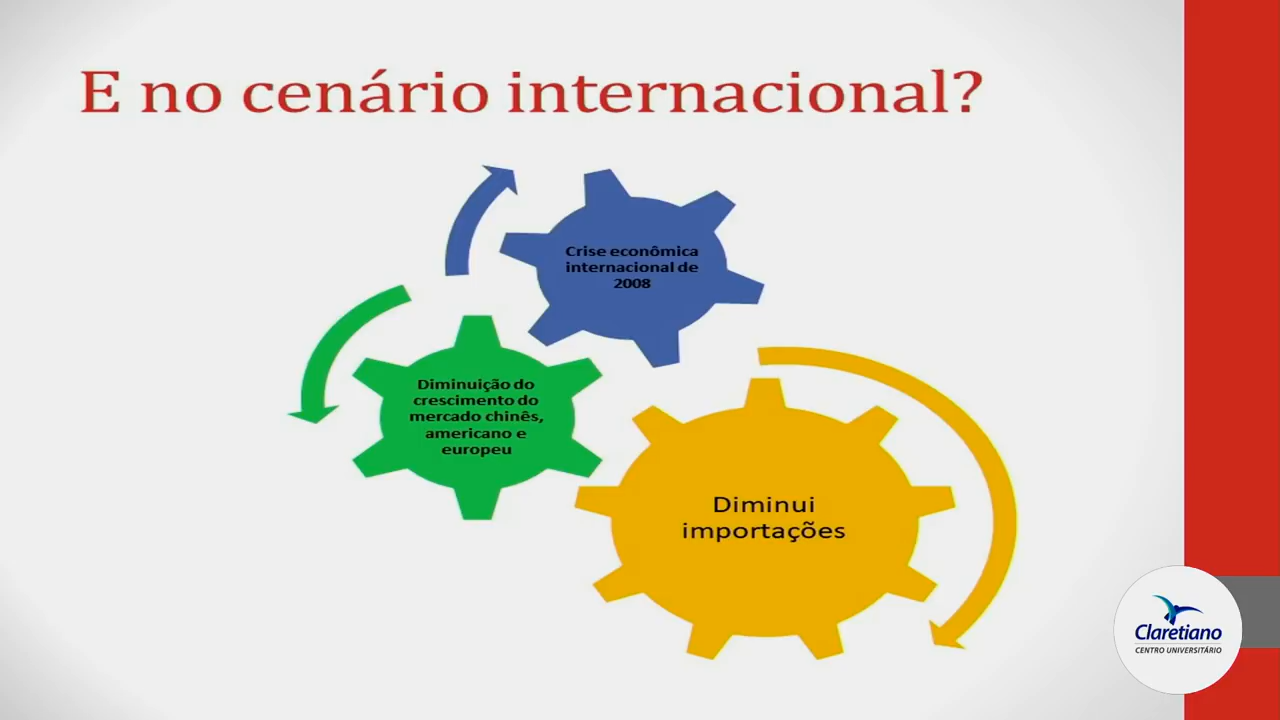 E no cenário internacional?
Crise econômica
internacional de
2008
Diminuição do
crescimento do
mercado chinês,
americano e
europeu
Diminui
importações
Claretiano
CENTRO UNIVERSITÁRIO